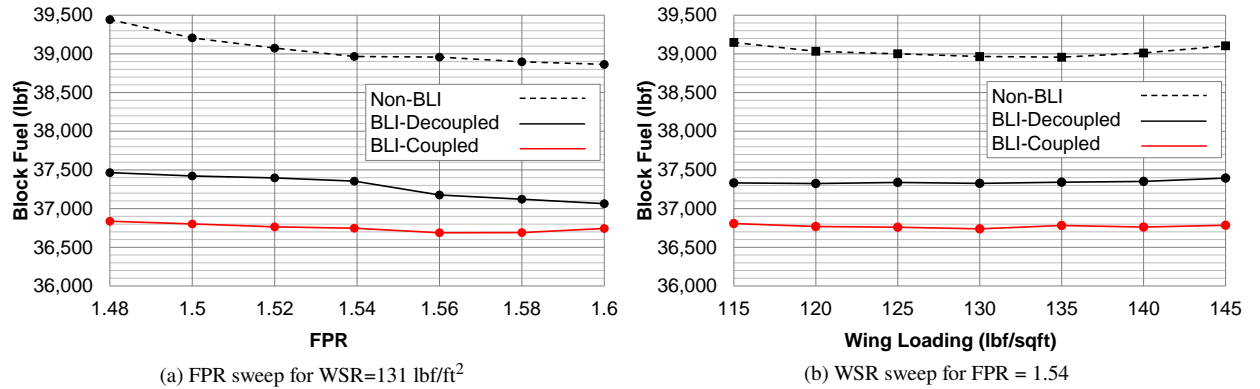 39,500
39,000
38,500
38,000
37,500
37,000
36,500
36,000
Block Fuel (lbf)
Non-BLI
BLI-Decoupled
BLI-Coupled
1.48 1.5 1.52 1.54 1.56 1.58 1.6
FPR
(a) FPR sweep for WSR=131 lbf/ft²
39,500
39,000
38,500
38,000
37,500
37,000
36,500
36,000
Block Fuel (lbf)
Non-BLI
BLI-Decoupled
BLI-Coupled
115 120 125 130 135 140 145
Wing Loading (lbf/sqft)
(b) WSR sweep for FPR = 1.54